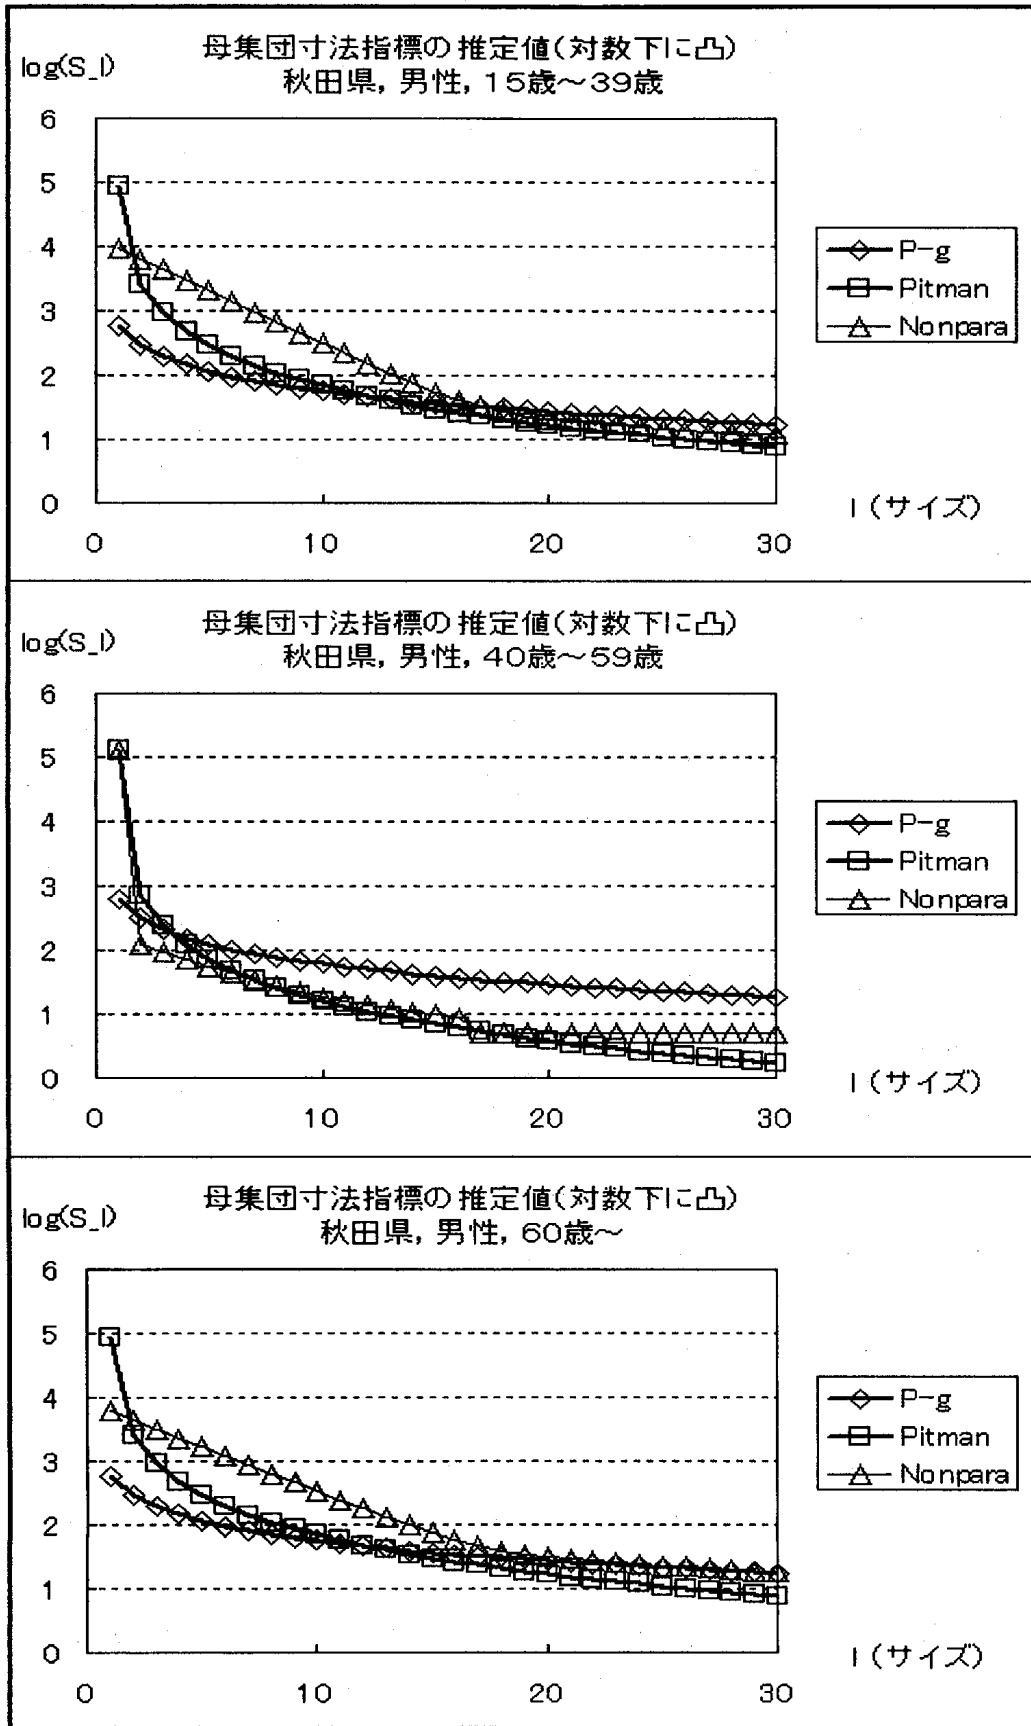 母集団寸法指標の推定値(対数下に凸)
log(S_I)
秋田県, 男性, 15歳～39歳
6
5
4
3
2
1
0
P-g
Pitman
Nonpara
I (サイズ)
0 10 20 30
母集団寸法指標の推定値(対数下に凸)
log(S_I)
秋田県, 男性, 40歳～59歳
6
5
4
3
2
1
0
P-g
Pitman
Nonpara
I (サイズ)
0 10 20 30
母集団寸法指標の推定値(対数下に凸)
log(S_I)
秋田県, 男性, 60歳～
6
5
4
3
2
1
0
P-g
Pitman
Nonpara
I (サイズ)
0 10 20 30